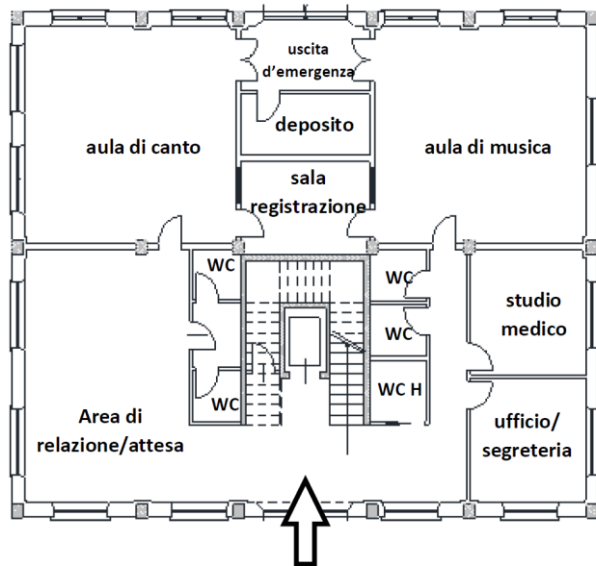 uscita
d'emergenza
deposito
aula di canto
aula di musica
sala
registrazione
WC
WC
studio
medico
WC
WC H
WC
Area di
relazione/attesa
ufficio/
segreteria